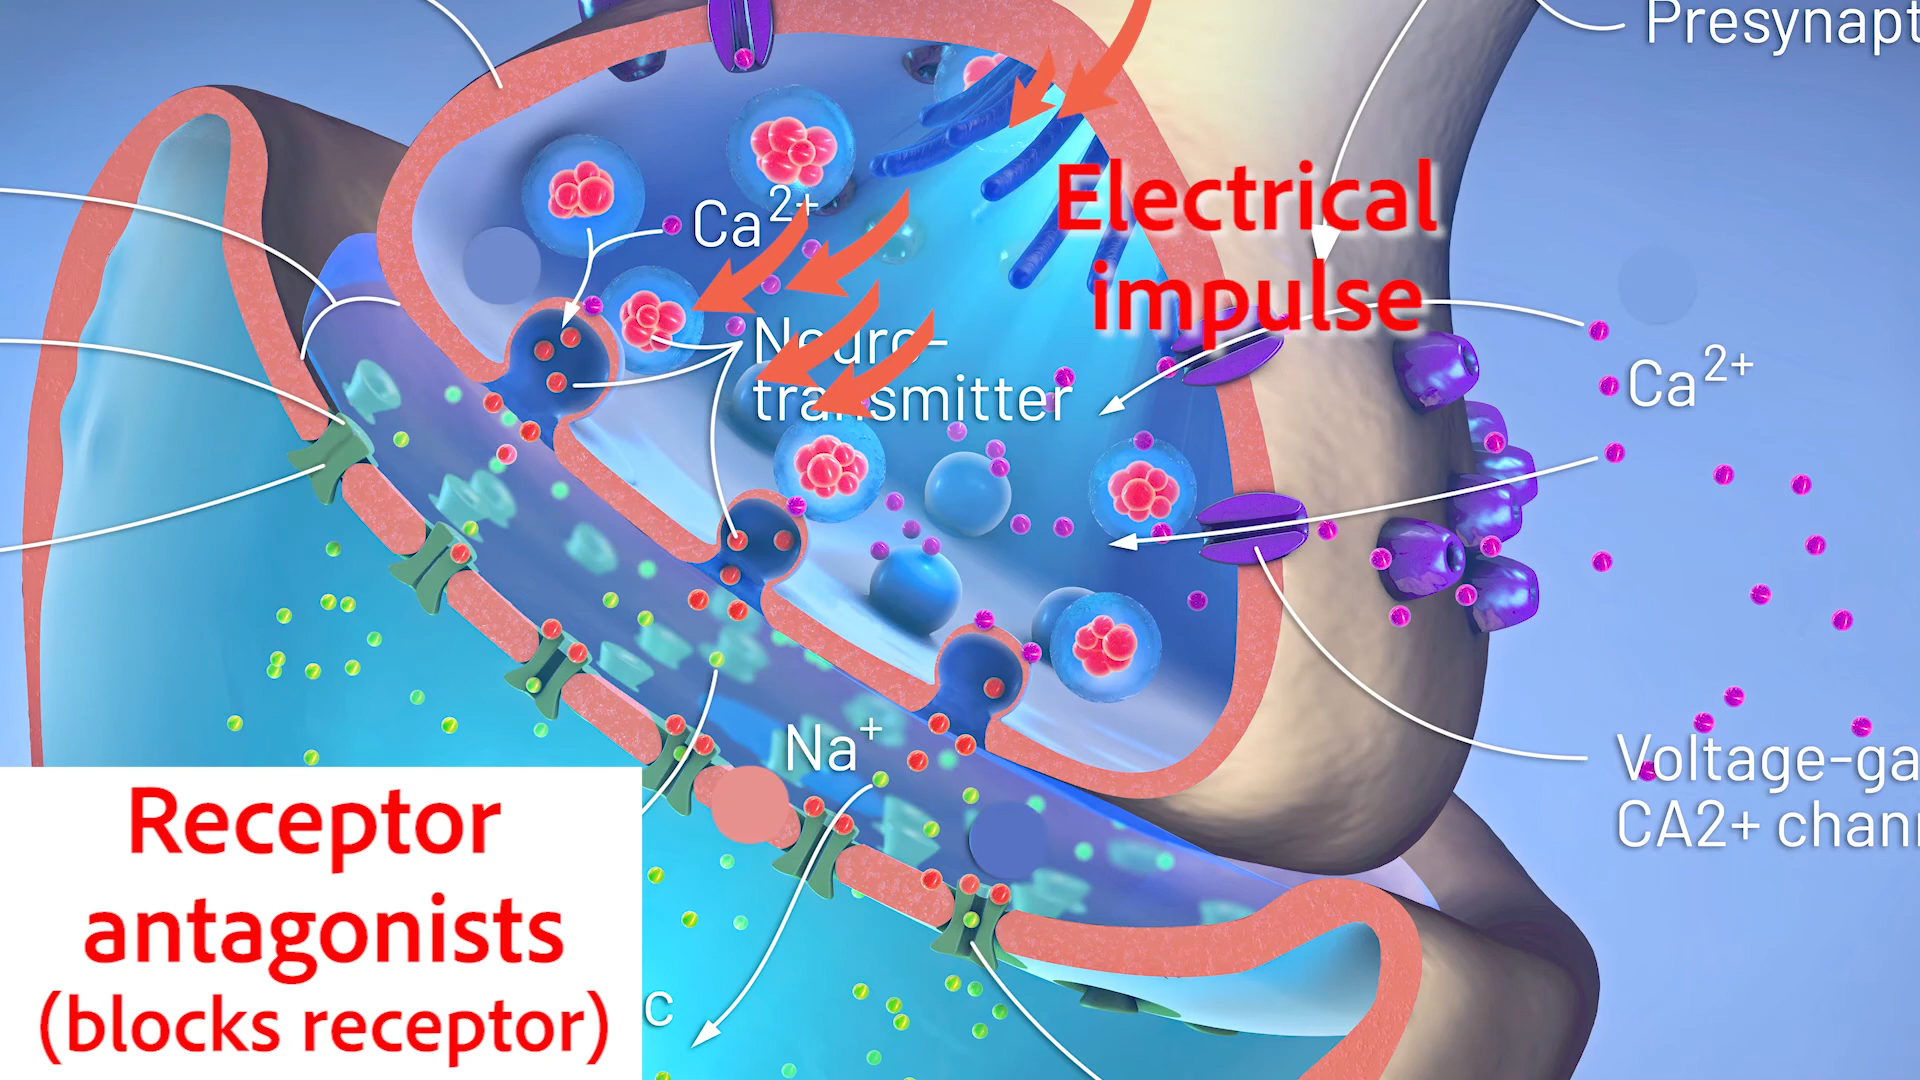 Presynapt
Ca2+
Electrical
impulse
Neuro-
transmitter
Ca2+
Na+
Voltage-ga
CA2+ chan
Receptor
antagonists
(blocks receptor)
c